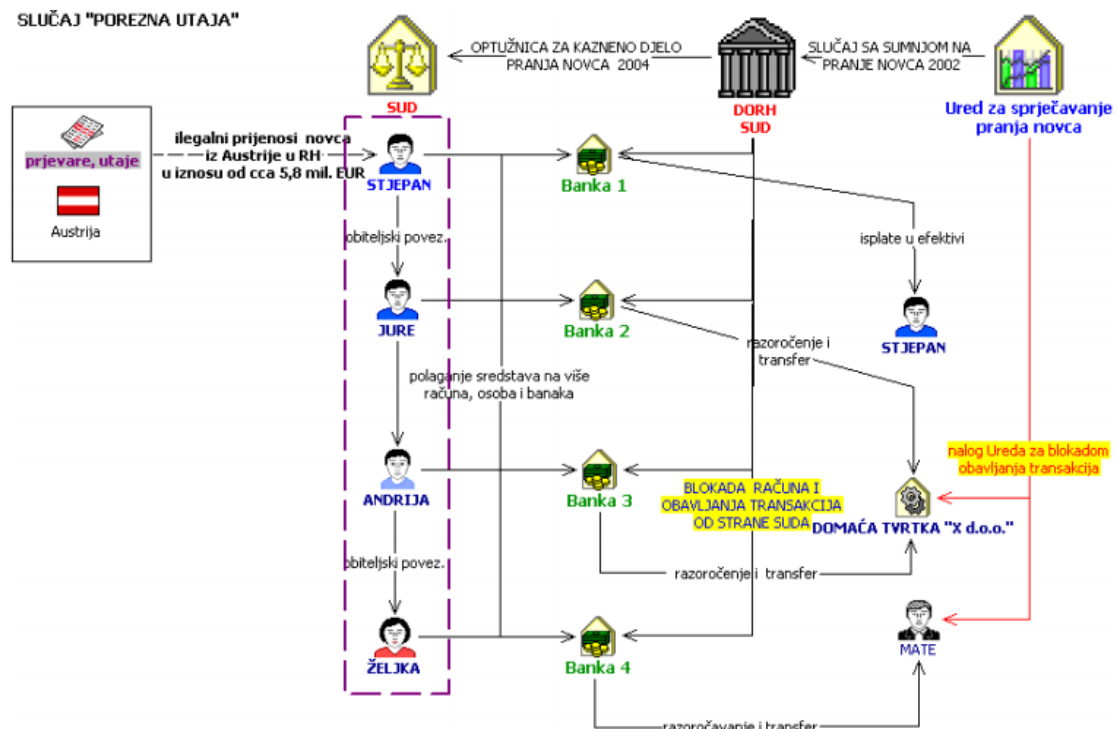 SLUČAJ "POREZNA UTAJA"
OPTUŽNICA ZA KAZNENO DJELO
PRANJA NOVCA 2004
SLUČAJ SA SUMNJOM NA
PRANJE NOVCA 2002
SUD
DORH
SUD
Ured za sprječavanje
pranja novca
prjevare, utaje
Austrija
ilegalni prijenosi novca
iz Austrije u RH
u iznosu od cca 5,8 mil. EUR
STJEPAN
Banka 1
obiteljski povez.
isplate u efektivi
JURE
Banka 2
STJEPAN
razoročenje i
transfer
polaganje sredstava na više
računa, osoba i banaka
nalog Ureda za blokadom
obavljanja transakcija
ANDRIJA
Banka 3
BLOKADA RAČUNA I
OBAVLJANJA TRANSAKCIJA
OD STRANE SUDA
DOMAĆA TVRTKA "X d.o.o."
obiteljski povez.
razoročenje i transfer
ŽELJKA
Banka 4
MATE
razoročavanje i transfer